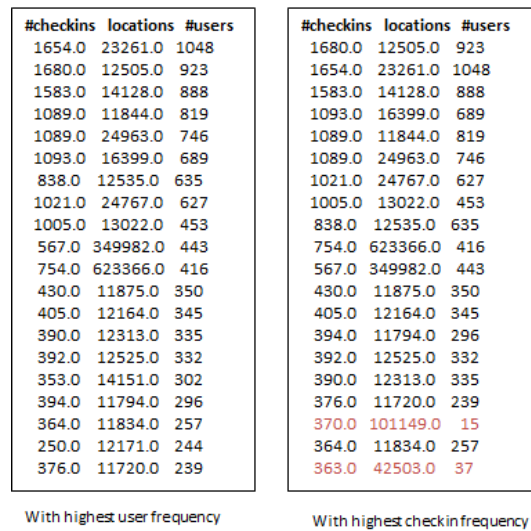 #checkins locations #users
1654.0 23261.0 1048
1680.0 12505.0 923
1583.0 14128.0 888
1089.0 11844.0 819
1089.0 24963.0 746
1093.0 16399.0 689
838.0 12535.0 635
1021.0 24767.0 627
1005.0 13022.0 453
567.0 349982.0 443
754.0 623366.0 416
430.0 11875.0 350
405.0 12164.0 345
390.0 12313.0 335
392.0 12525.0 332
353.0 14151.0 302
394.0 11794.0 296
364.0 11834.0 257
250.0 12171.0 244
376.0 11720.0 239
With highest user frequency
#checkins locations #users
1680.0 12505.0 923
1654.0 23261.0 1048
1583.0 14128.0 888
1093.0 16399.0 689
1089.0 11844.0 819
1089.0 24963.0 746
1021.0 24767.0 627
1005.0 13022.0 453
838.0 12535.0 635
754.0 623366.0 416
567.0 349982.0 443
430.0 11875.0 350
405.0 12164.0 345
394.0 11794.0 296
392.0 12525.0 332
390.0 12313.0 335
376.0 11720.0 239
370.0 101149.0 15
364.0 11834.0 257
363.0 42503.0 37
With highest checkin frequency